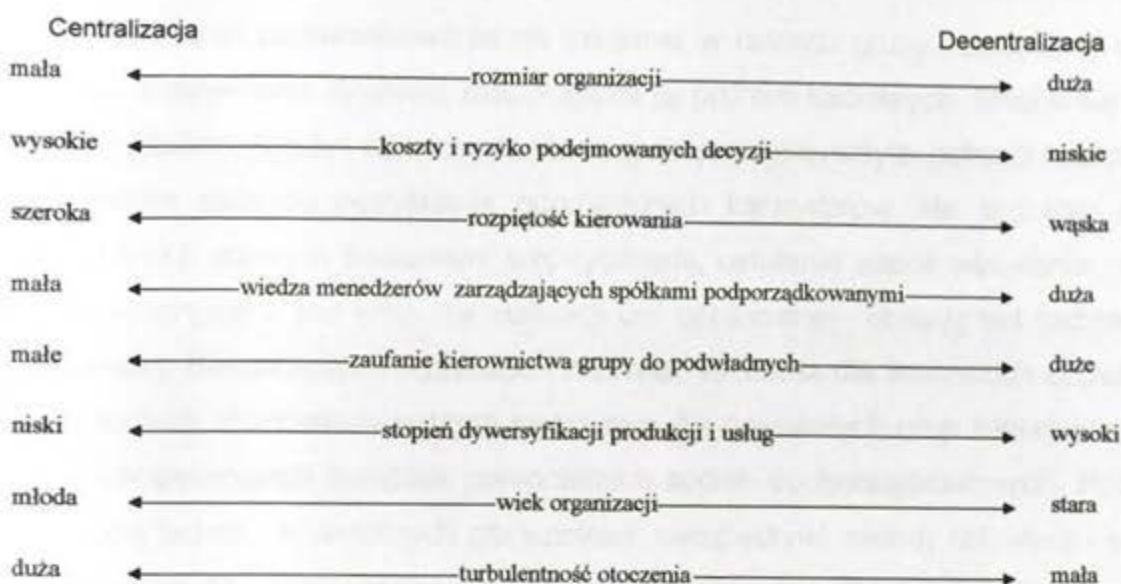 Centralizacja Decentralizacja
mała rozmiar organizacji duża
wysokie koszty i ryzyko podejmowanych decyzji niskie
szeroka rozpiętość kierowania wąska
mała wiedza menedżerów zarządzających spółkami podporządkowanymi duża
małe zaufanie kierownictwa grupy do podwładnych duże
niski stopień dywersyfikacji produkcji i usług wysoki
młoda wiek organizacji stara
duża turbulentność otoczenia mała